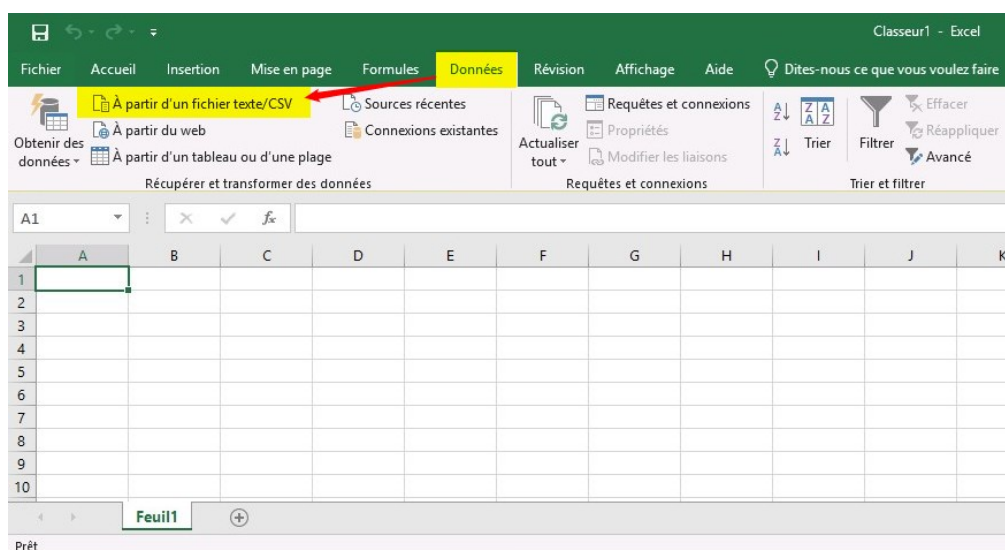 Classeur1 - Excel
Fichier Accueil Insertion Mise en page Formules Données Révision Affichage Aide Dites-nous ce que vous voulez faire
Obtenir des données
À partir d'un fichier texte/CSV
À partir du web
À partir d'un tableau ou d'une plage
Sources récentes
Connexions existantes
Récupérer et transformer des données
Actualiser tout
Requêtes et connexions
Propriétés
Modifier les liaisons
Requêtes et connexions
Trier
Filtrer
Effacer
Réappliquer
Avancé
Trier et filtrer
A1 fx
A B C D E F G H I J K
1
2
3
4
5
6
7
8
9
10
Feuil1
Prêt